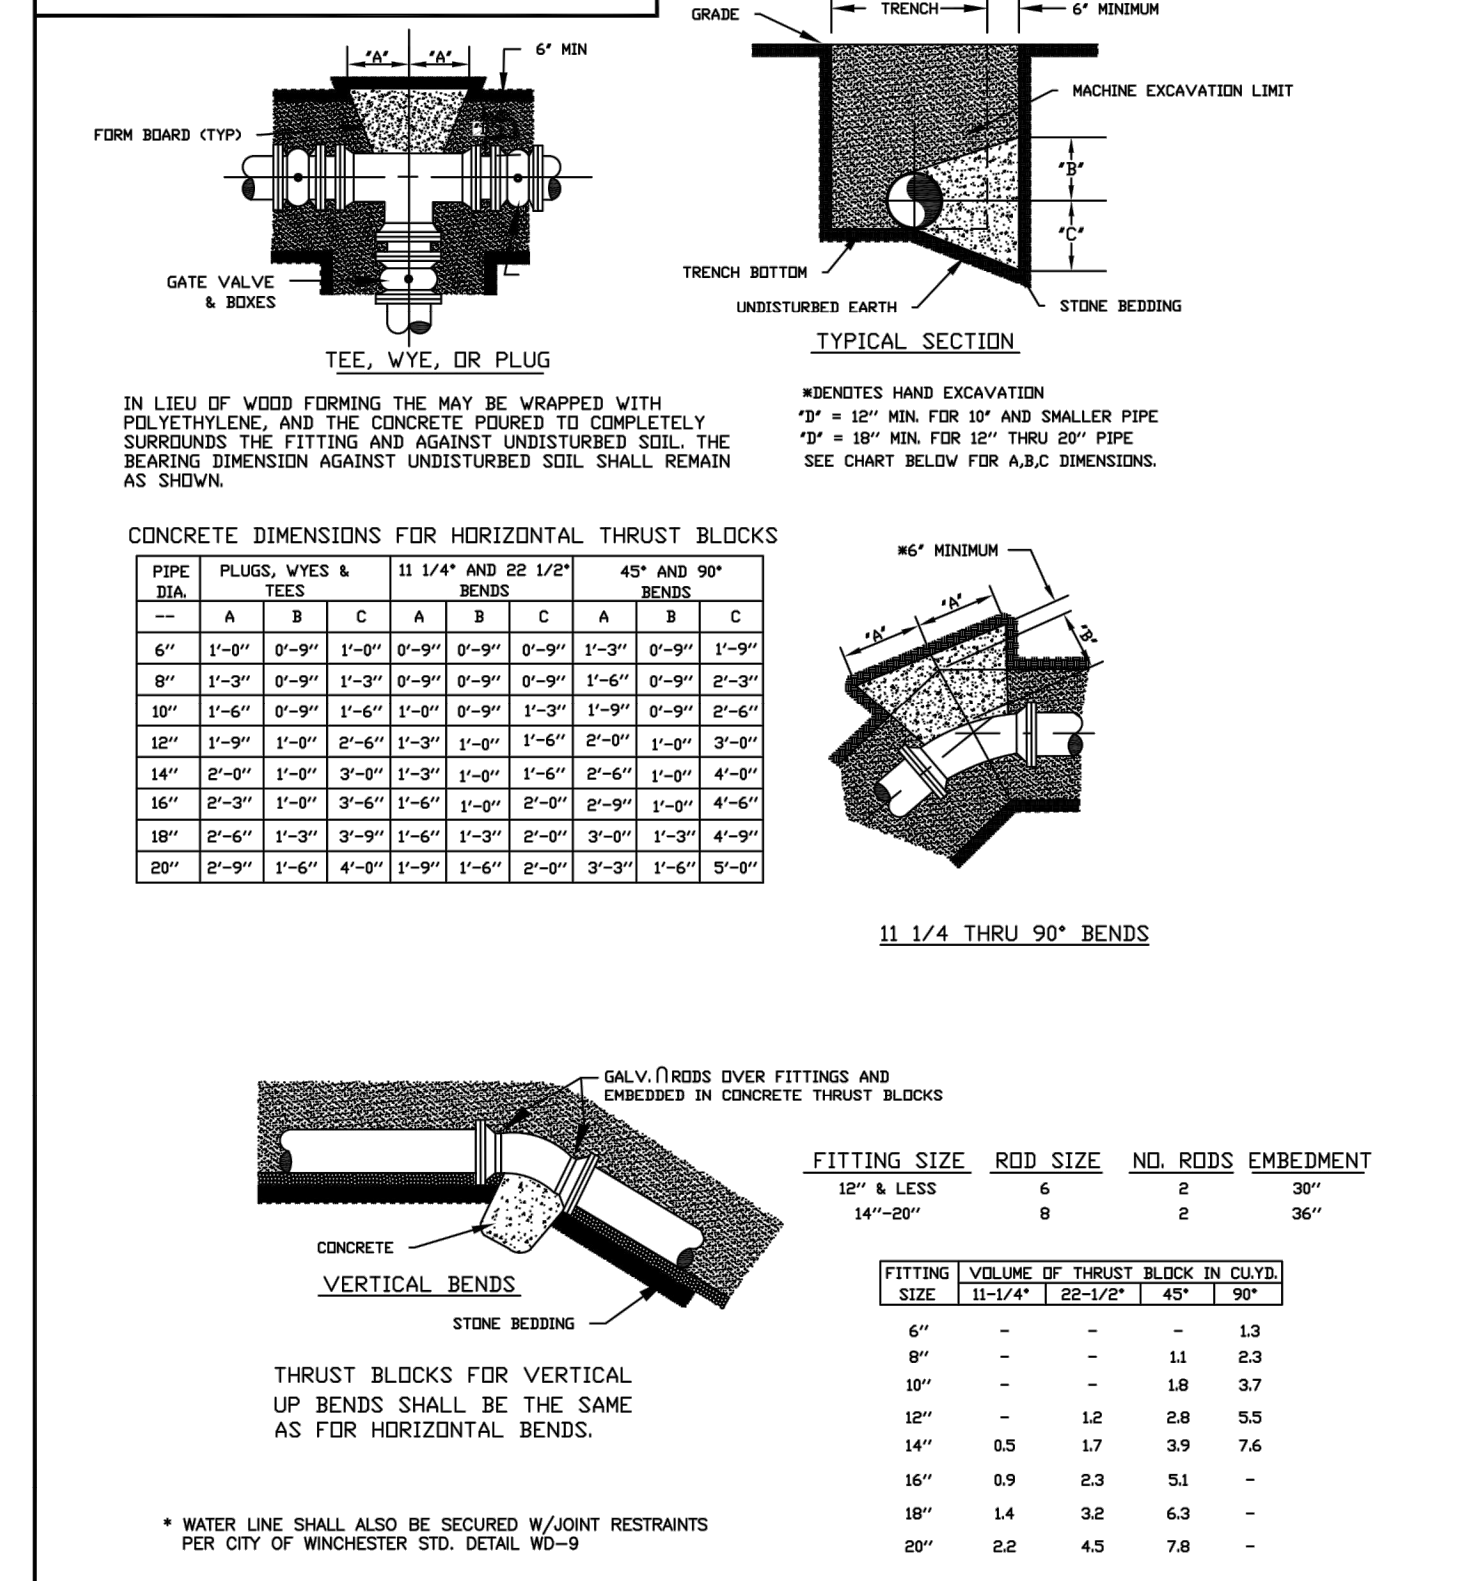 GRADE
TRENCH
6" MINIMUM
"A" "A"
6" MIN
FORM BOARD (TYP)
GATE VALVE
& BOXES
TEE, WYE, OR PLUG
MACHINE EXCAVATION LIMIT
"B"
"C"
TRENCH BOTTOM
UNDISTURBED EARTH
STONE BEDDING
TYPICAL SECTION
IN LIEU OF WOOD FORMING THE MAY BE WRAPPED WITH
POLYETHYLENE, AND THE CONCRETE POURED TO COMPLETELY
SURROUNDS THE FITTING AND AGAINST UNDISTURBED SOIL. THE
BEARING DIMENSION AGAINST UNDISTURBED SOIL SHALL REMAIN
AS SHOWN.
*DENOTES HAND EXCAVATION
"D" = 12'' MIN. FOR 10" AND SMALLER PIPE
"D" = 18'' MIN. FOR 12'' THRU 20'' PIPE
SEE CHART BELOW FOR A,B,C DIMENSIONS.
CONCRETE DIMENSIONS FOR HORIZONTAL THRUST BLOCKS
PIPE DIA. PLUGS, WYES & TEES 11 1/4° AND 22 1/2° BENDS 45° AND 90° BENDS
-- A B C A B C A B C
6'' 1'-0'' 0'-9'' 1'-0'' 0'-9'' 0'-9'' 0'-9'' 1'-3'' 0'-9'' 1'-9''
8'' 1'-3'' 0'-9'' 1'-3'' 0'-9'' 0'-9'' 0'-9'' 1'-6'' 0'-9'' 2'-3''
10'' 1'-6'' 0'-9'' 1'-6'' 1'-0'' 0'-9'' 1'-3'' 1'-9'' 0'-9'' 2'-6''
12'' 1'-9'' 1'-0'' 2'-6'' 1'-3'' 1'-0'' 1'-6'' 2'-0'' 1'-0'' 3'-0''
14'' 2'-0'' 1'-0'' 3'-0'' 1'-3'' 1'-0'' 1'-6'' 2'-6'' 1'-0'' 4'-0''
16'' 2'-3'' 1'-0'' 3'-6'' 1'-6'' 1'-0'' 2'-0'' 2'-9'' 1'-0'' 4'-6''
18'' 2'-6'' 1'-3'' 3'-9'' 1'-6'' 1'-3'' 2'-0'' 3'-0'' 1'-3'' 4'-9''
20'' 2'-9'' 1'-6'' 4'-0'' 1'-9'' 1'-6'' 2'-0'' 3'-3'' 1'-6'' 5'-0''
*6" MINIMUM
"A" "A"
"B"
11 1/4 THRU 90° BENDS
GALV. ∩ RODS OVER FITTINGS AND
EMBEDDED IN CONCRETE THRUST BLOCKS
CONCRETE
VERTICAL BENDS
STONE BEDDING
THRUST BLOCKS FOR VERTICAL
UP BENDS SHALL BE THE SAME
AS FOR HORIZONTAL BENDS.
* WATER LINE SHALL ALSO BE SECURED W/JOINT RESTRAINTS
PER CITY OF WINCHESTER STD. DETAIL WD-9
FITTING SIZE ROD SIZE NO. RODS EMBEDMENT
12'' & LESS 6 2 30''
14''-20'' 8 2 36''
FITTING SIZE VOLUME OF THRUST BLOCK IN CU.YD.
11-1/4° 22-1/2° 45° 90°
6'' - - - 1.3
8'' - - 1.1 2.3
10'' - - 1.8 3.7
12'' - 1.2 2.8 5.5
14'' 0.5 1.7 3.9 7.6
16'' 0.9 2.3 5.1 -
18'' 1.4 3.2 6.3 -
20'' 2.2 4.5 7.8 -